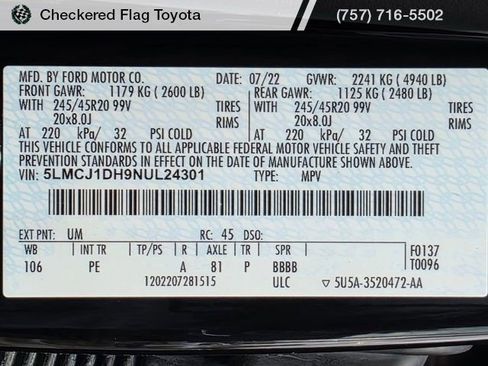 Checkered Flag Toyota (757) 716-5502
MFD. BY FORD MOTOR CO. DATE: 07/22 GVWR: 2241 KG ( 4940 LB)
FRONT GAWR: 1179 KG ( 2600 LB) REAR GAWR: 1125 KG ( 2480 LB)
WITH 245/45R20 99V TIRES WITH 245/45R20 99V TIRES
20x8.0J RIMS 20x8.0J RIMS
AT 220 kPa/ 32 PSI COLD AT 220 kPa/ 32 PSI COLD
THIS VEHICLE CONFORMS TO ALL APPLICABLE FEDERAL MOTOR VEHICLE SAFETY AND THEFT
PREVENTION STANDARDS IN EFFECT ON THE DATE OF MANUFACTURE SHOWN ABOVE.
VIN: 5LMCJ1DH9NUL24301 TYPE: MPV
EXT PNT: UM RC: 45 DSO: F0137
WB INT TR TP/PS R AXLE TR SPR T0096
106 PE A 81 P BBBB
1202207281515 ULC ▽ 5U5A-3520472-AA